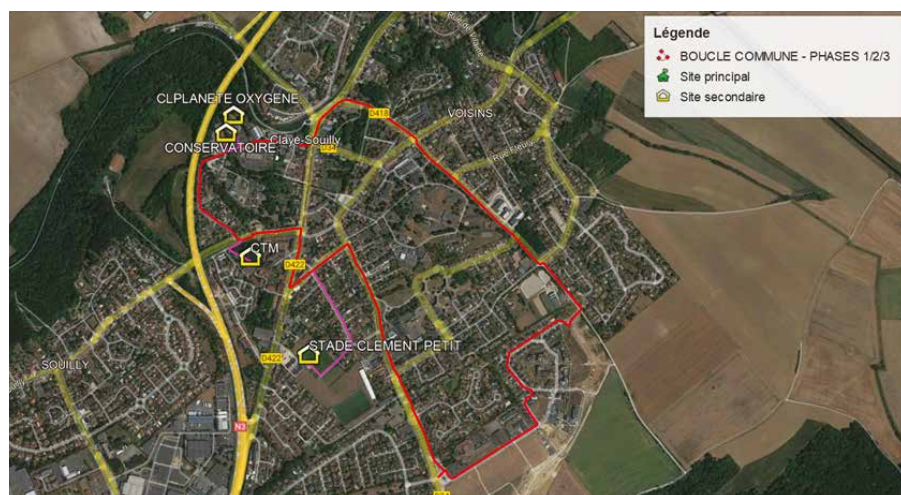 Légende
BOUCLE COMMUNE - PHASES 1/2/3
Site principal
Site secondaire
CLPLANETE OXYGENE
D418
VOISINS
CONSERVATOIRE
Claye-Souilly
D34
CTM
D422
STADE CLEMENT PETIT
D422
SOUILLY
N3